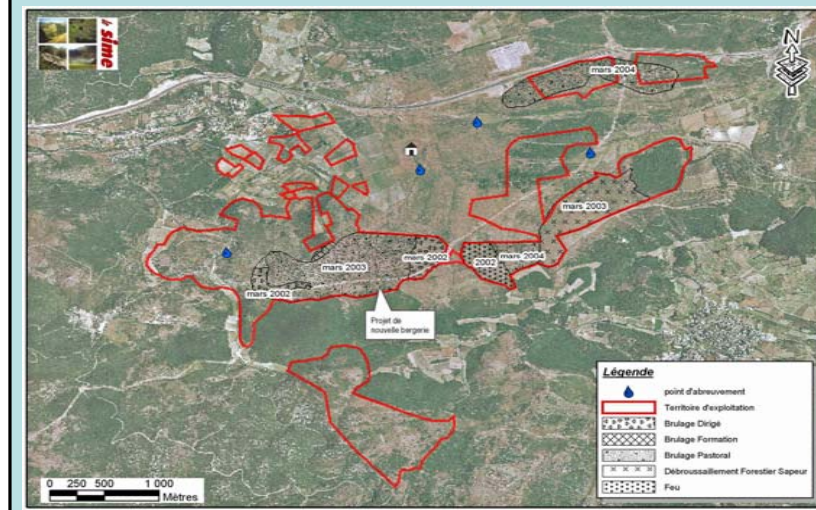 sime
N
mars 2004
mars 2003
mars 2002
2002
mars 2004
mars 2003
mars 2002
Projet de
nouvelle bergerie
Légende
point d'abreuvement
Territoire d'exploitation
Brulage Dirigé
Brulage Formation
Brulage Pastoral
Débroussaillement Forestier Sapeur
Feu
0 250 500 1 000
Mètres